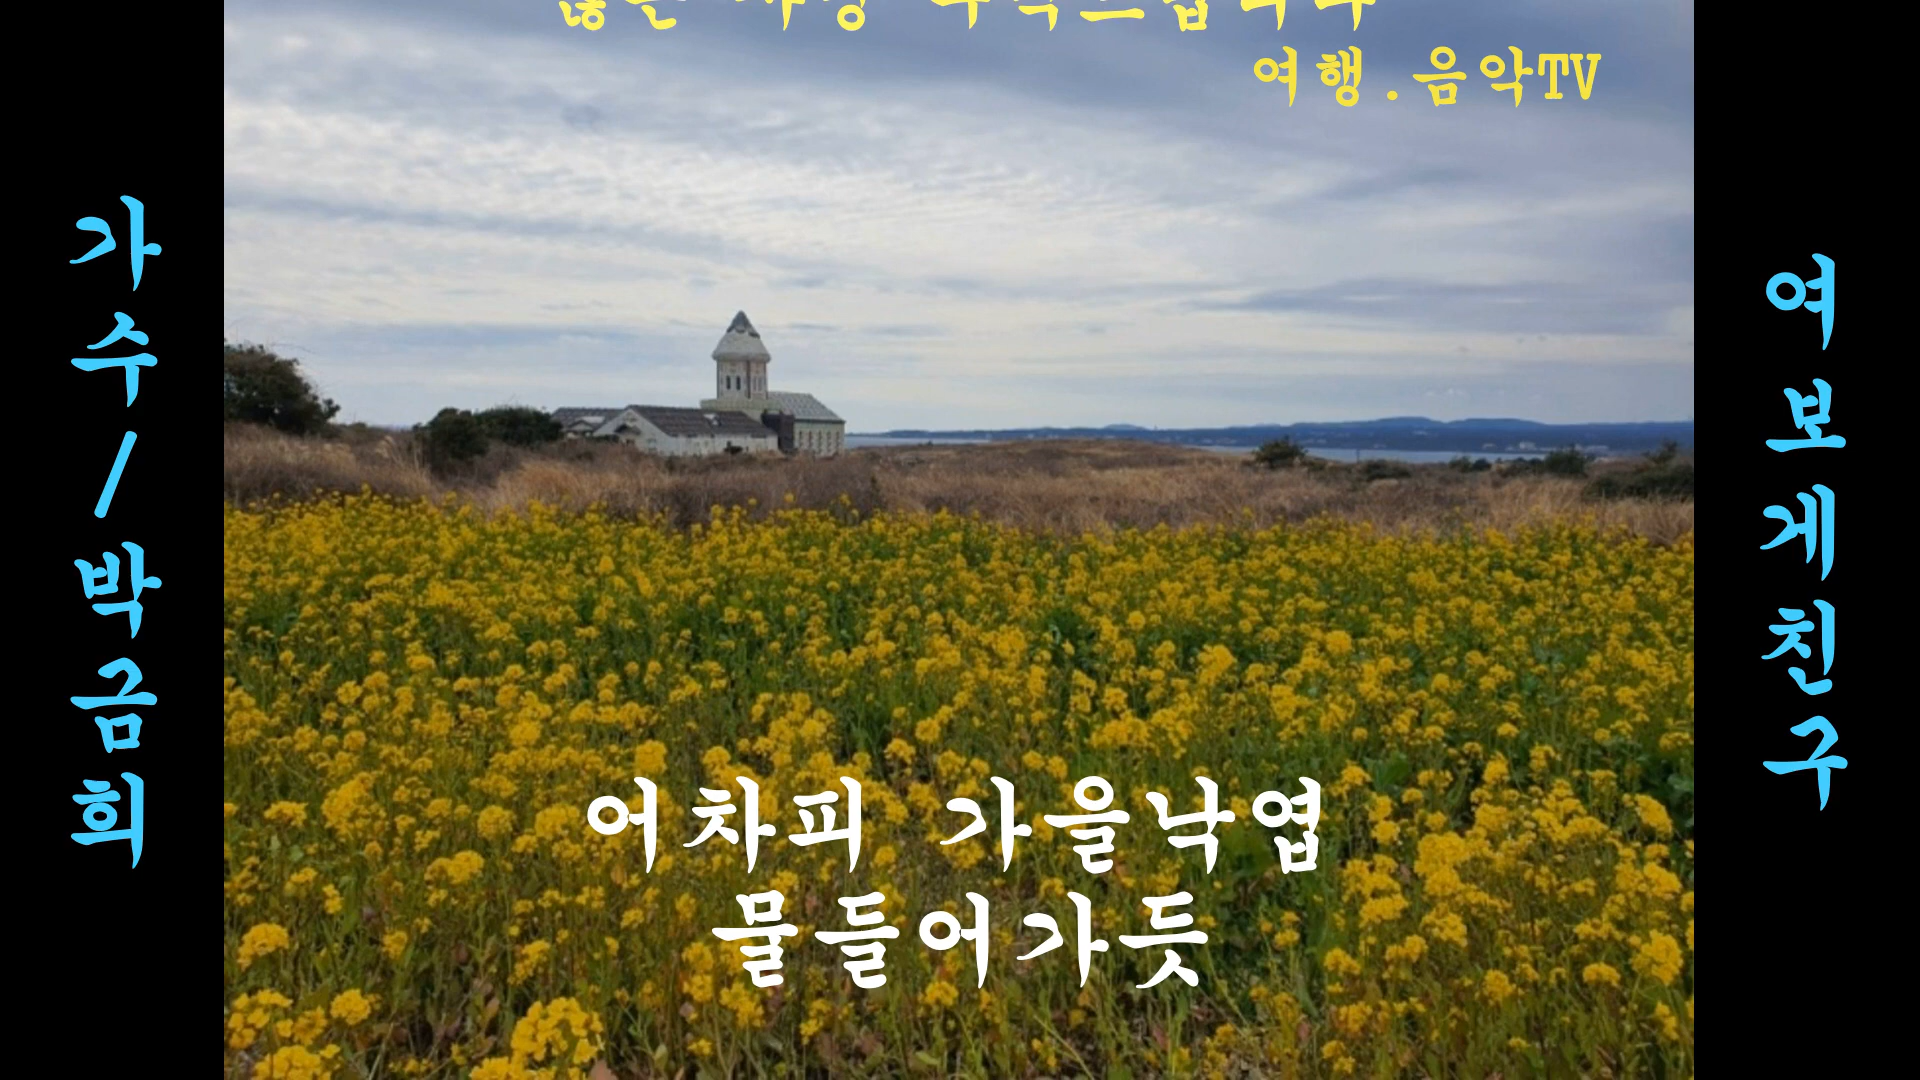 여행.음악TV
가수/박금희
여보게친구
어차피 가을낙엽
물들어가듯